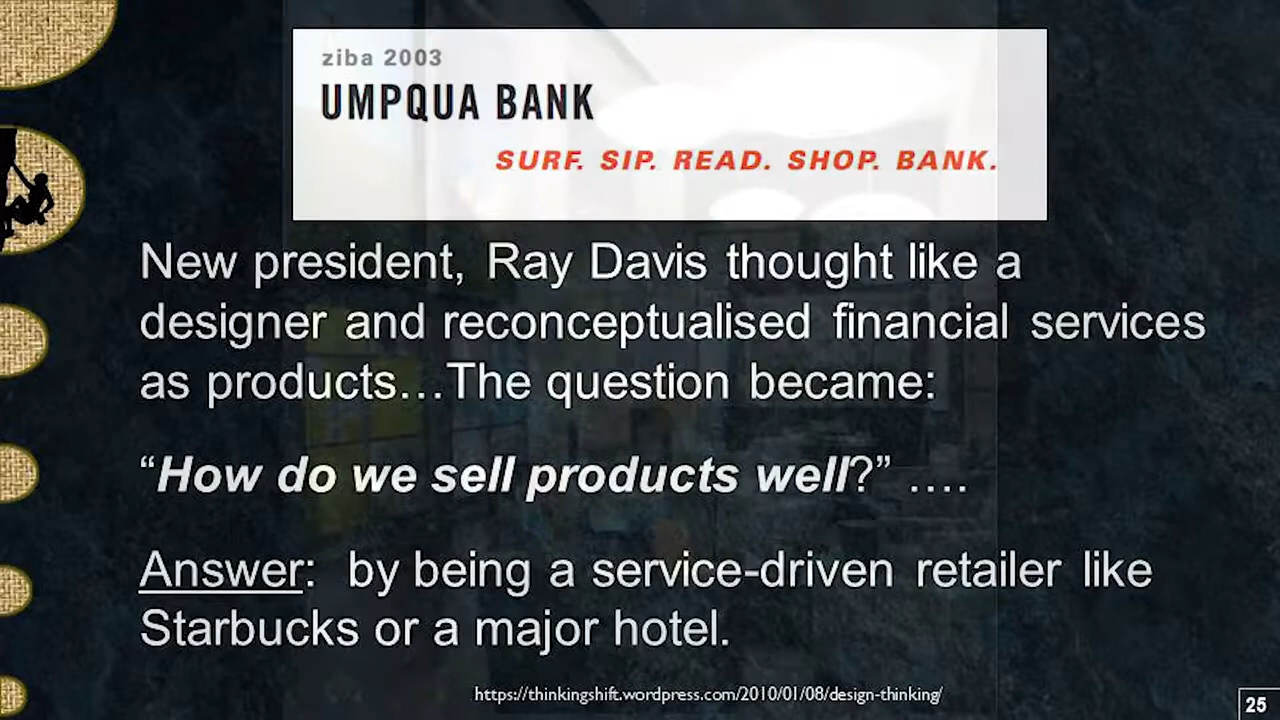 ziba 2003
UMPQUA BANK
SURF. SIP. READ. SHOP. BANK.
New president, Ray Davis thought like a
designer and reconceptualised financial services
as products…The question became:
“How do we sell products well?” ….
Answer: by being a service-driven retailer like
Starbucks or a major hotel.
https://thinkingshift.wordpress.com/2010/01/08/design-thinking/
25